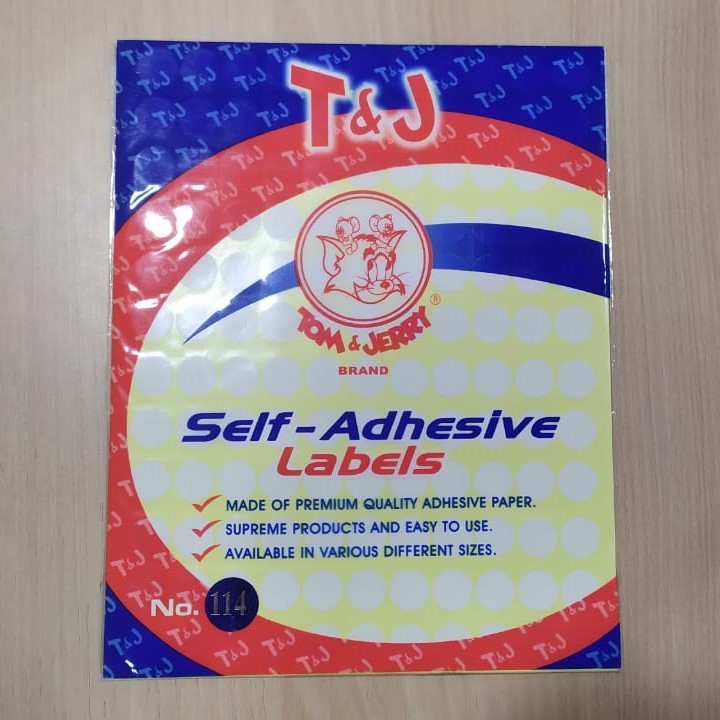 T&J
TOM & JERRY®
BRAND
Self-Adhesive
Labels
MADE OF PREMIUM QUALITY ADHESIVE PAPER.
SUPREME PRODUCTS AND EASY TO USE.
AVAILABLE IN VARIOUS DIFFERENT SIZES.
No. 114